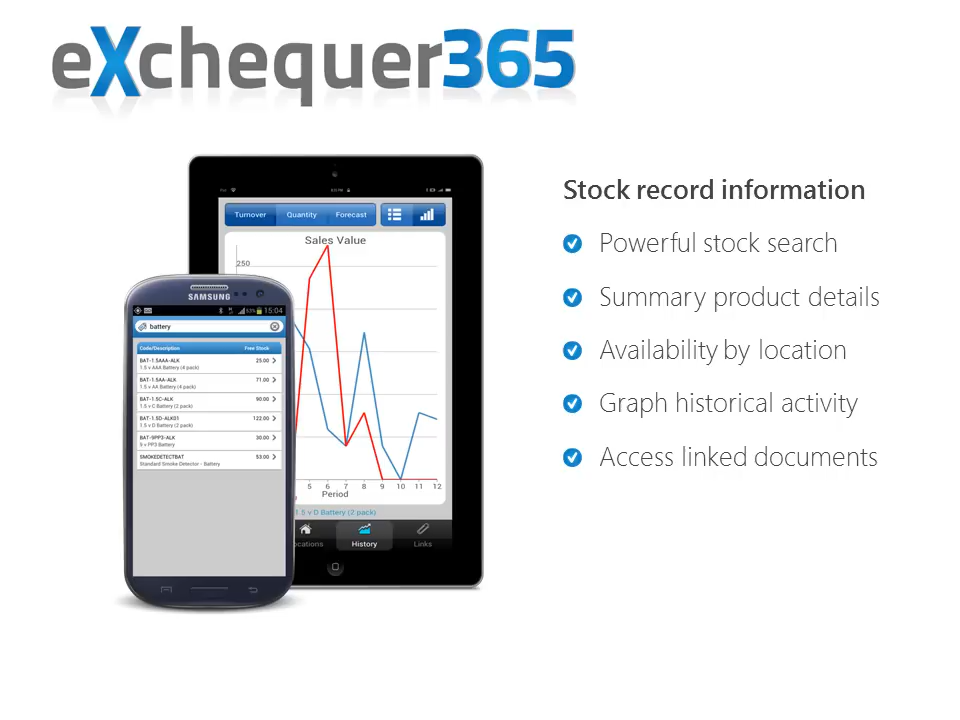 eXchequer365
Stock record information
Powerful stock search
Summary product details
Availability by location
Graph historical activity
Access linked documents
Turnover Quantity Forecast
Sales Value
250
5 6 7 8 9 10 11 12
Period
1.5 v D Battery (2 pack)
ocations History Links
SAMSUNG
53% 15:04
battery
Code/Description Free Stock
BAT-1.5AAA-ALK 25.00
1.5 v AAA Battery (4 pack)
BAT-1.5AA-ALK 71.00
1.5 v AA Battery (4 pack)
BAT-1.5C-ALK 90.00
1.5 v C Battery (2 pack)
BAT-1.5D-ALK01 122.00
1.5 v D Battery (2 pack)
BAT-9PP3-ALK 30.00
9 v PP3 Battery
SMOKEDETECTBAT 53.00
Standard Smoke Detector - Battery